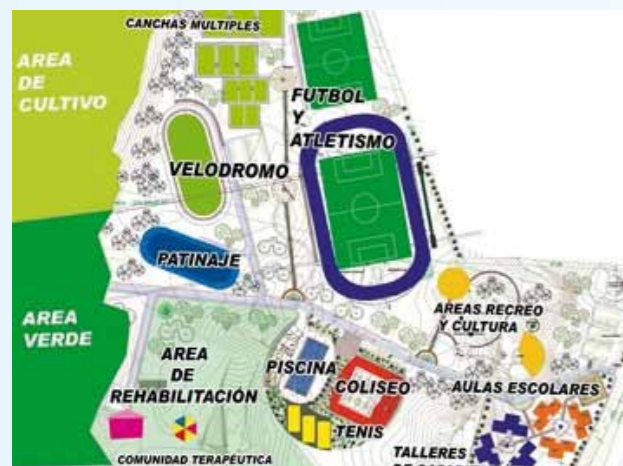 CANCHAS MULTIPLES
AREA
DE
CULTIVO
FUTBOL
Y
ATLETISMO
VELODROMO
PATINAJE
AREAS RECREO
Y CULTURA
AREA
VERDE
AREA
DE
REHABILITACIÓN
PISCINA
COLISEO
AULAS ESCOLARES
TENIS
TALLERES
COMUNIDAD TERAPÉUTICA